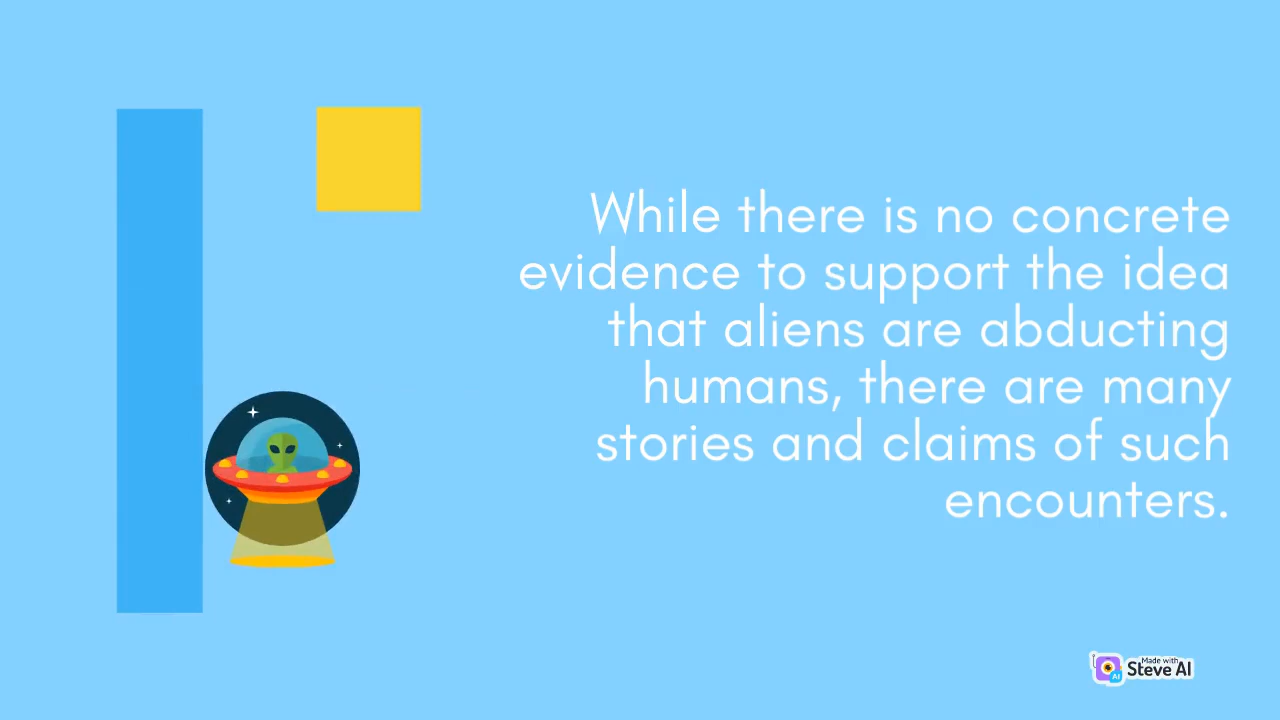 While there is no concrete
evidence to support the idea
that aliens are abducting
humans, there are many
stories and claims of such
encounters.
Made with
Steve AI
AI